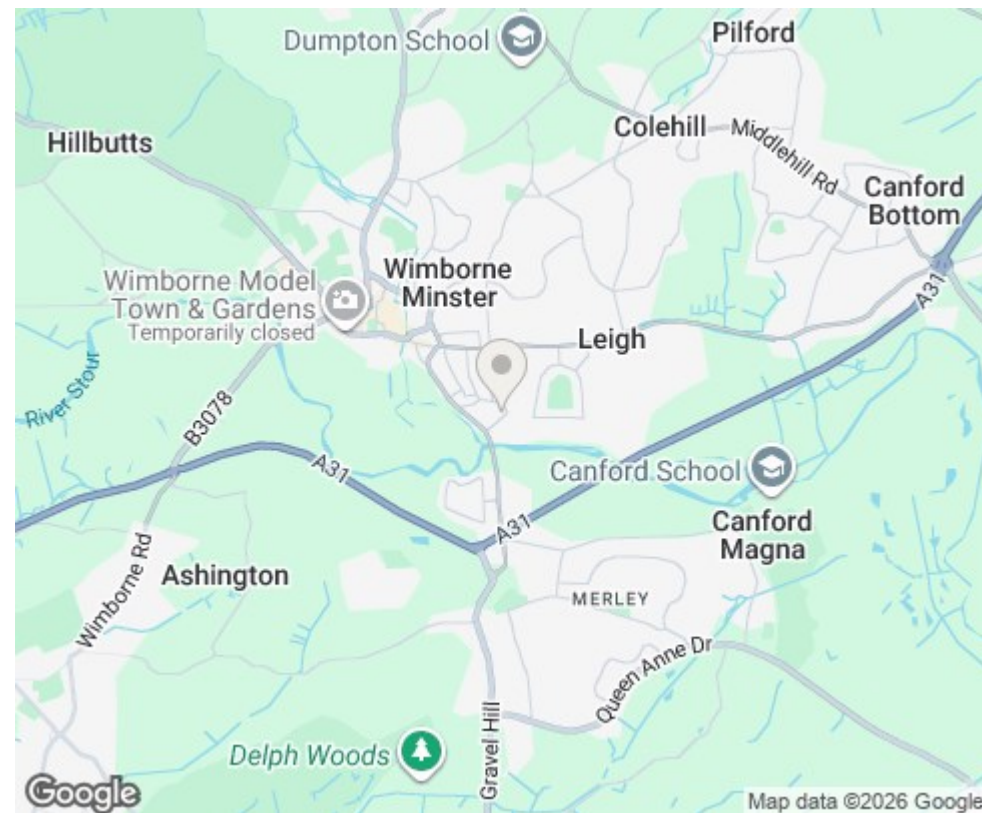 Dumpton School
Pilford
Hillbutts
Colehill
Middlehill Rd
Canford
Bottom
Wimborne Model
Town & Gardens
Temporarily closed
Wimborne
Minster
A31
Leigh
River Stour
B3078
A31
Canford School
A31
Canford
Magna
Ashington
Wimborne Rd
MERLEY
Queen Anne Dr
Delph Woods
Gravel Hill
Google
Map data ©2026 Google